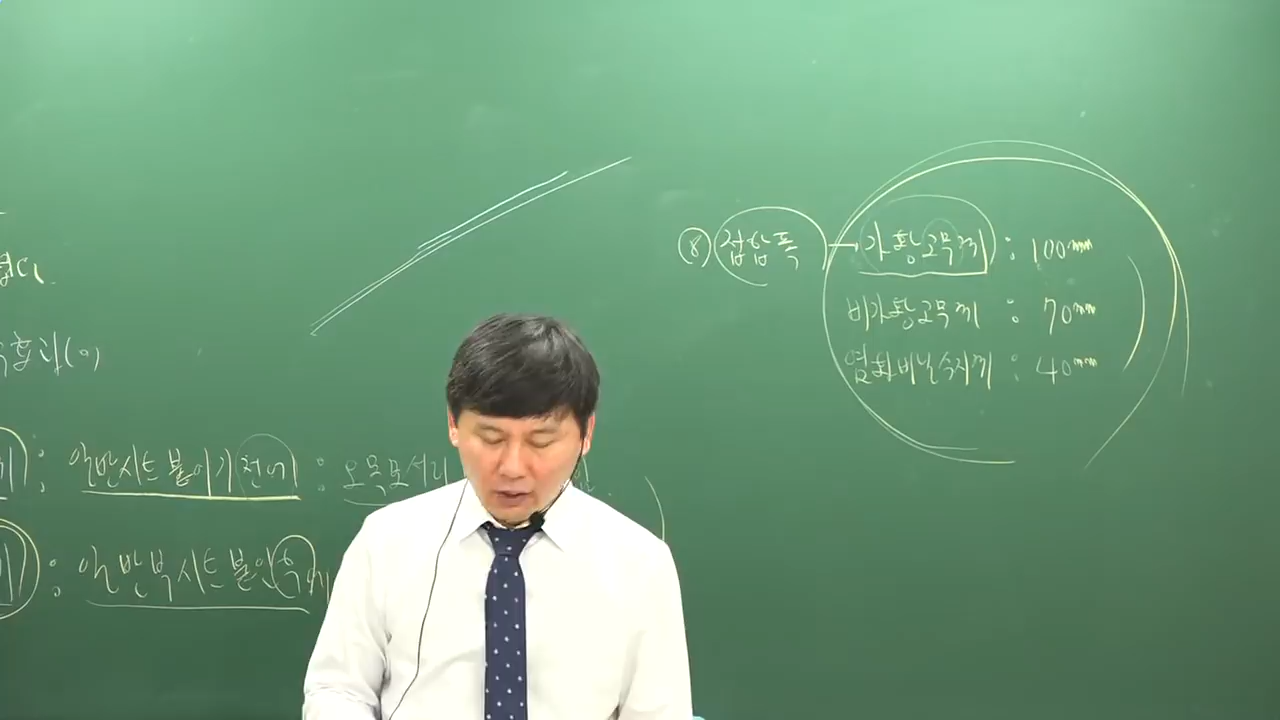 ⑧ 접합폭 → 가황고무계 : 100mm
비가황고무계 : 70mm
염화비닐수지계 : 40mm
일반시트붙이기전에 : 오목모서리
일반부시트붙인후에